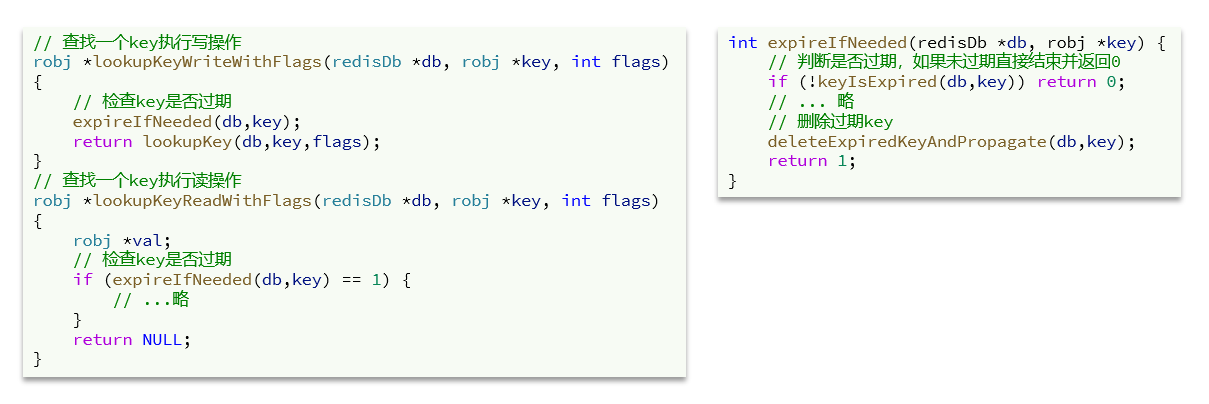 // 查找一个key执行写操作
robj *lookupKeyWriteWithFlags(redisDb *db, robj *key, int flags)
{
    // 检查key是否过期
    expireIfNeeded(db,key);
    return lookupKey(db,key,flags);
}
// 查找一个key执行读操作
robj *lookupKeyReadWithFlags(redisDb *db, robj *key, int flags)
{
    robj *val;
    // 检查key是否过期
    if (expireIfNeeded(db,key) == 1) {
        // ...略
    }
    return NULL;
}
int expireIfNeeded(redisDb *db, robj *key) {
    // 判断是否过期，如果未过期直接结束并返回0
    if (!keyIsExpired(db,key)) return 0;
    // ... 略
    // 删除过期key
    deleteExpiredKeyAndPropagate(db,key);
    return 1;
}